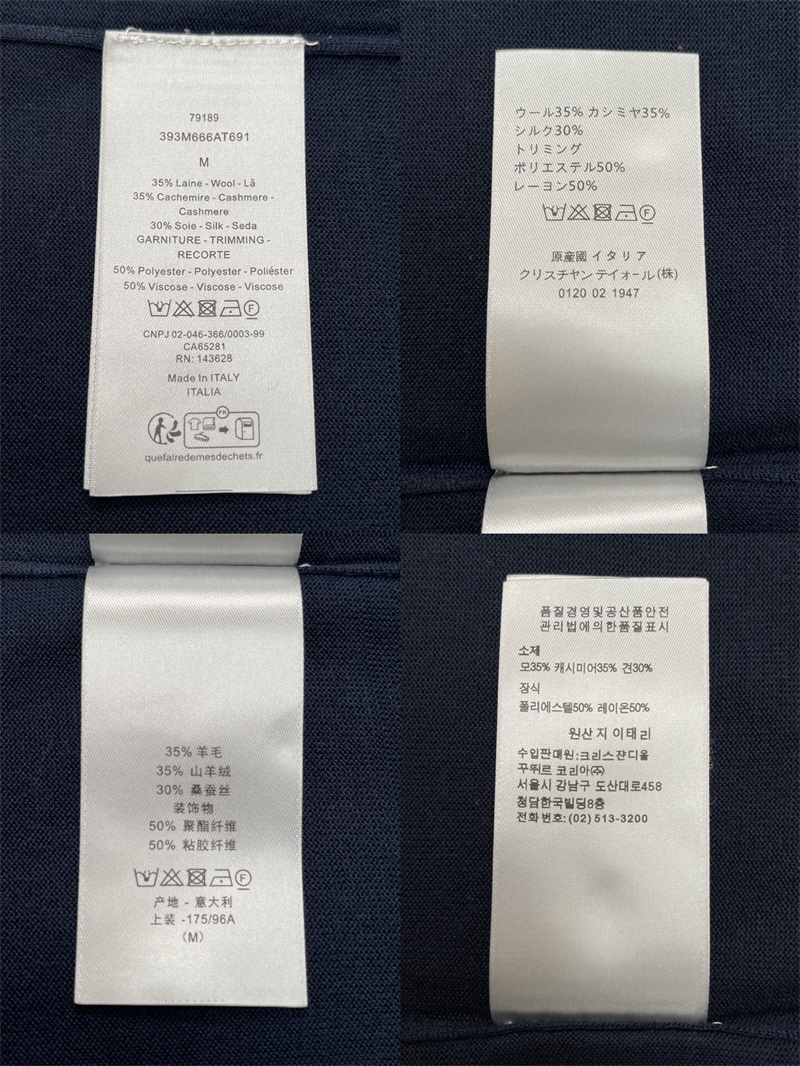 79189
393M666AT691
M
35% Laine - Wool - Là
35% Cachemire - Cashmere -
Cashmere
30% Soie - Silk - Seda
GARNITURE - TRIMMING -
RECORTE
50% Polyester - Polyester - Poliéster
50% Viscose - Viscose - Viscose
F
CNPJ 02-046-366/0003-99
CA65281
RN: 143628
Made In ITALY
ITALIA
FR
quefairedemesdechets.fr
ウール35% カシミヤ35%
シルク30%
トリミング
ポリエステル50%
レーヨン50%
F
原産國 イタリア
クリスチャン テイォール(株)
0120 02 1947
35% 羊毛
35% 山羊绒
30% 桑蚕丝
装饰物
50% 聚酯纤维
50% 粘胶纤维
F
产地 - 意大利
上装 -175/96A
(M)
품질경영및공산품안전
관리법에의한품질표시
소제
모35% 캐시미어35% 견30%
장식
폴리에스텔50% 레이온50%
원산지 이태리
수입판매원:크리스쟌디올
꾸뛰르 코리아㈜
서울시 강남구 도산대로458
청담한국빌딩8층
전화번호:(02) 513-3200